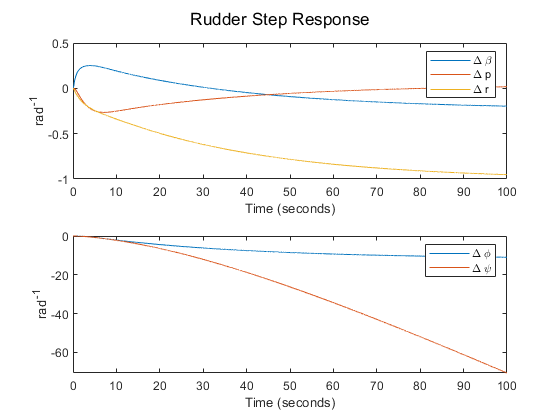 Rudder Step Response
0.5
0
-0.5
-1
rad-1
Δ β
Δ p
Δ r
0 10 20 30 40 50 60 70 80 90 100
Time (seconds)
0
-20
-40
-60
rad-1
Δ ϕ
Δ ψ
0 10 20 30 40 50 60 70 80 90 100
Time (seconds)